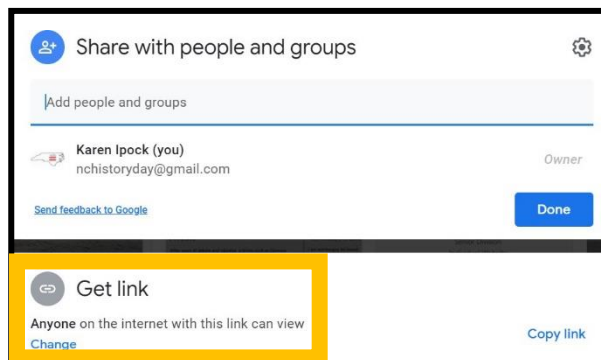 Share with people and groups
Add people and groups
Karen Ipock (you)
nchistoryday@gmail.com
Owner
Send feedback to Google
Done
Get link
Anyone on the internet with this link can view
Change
Copy link